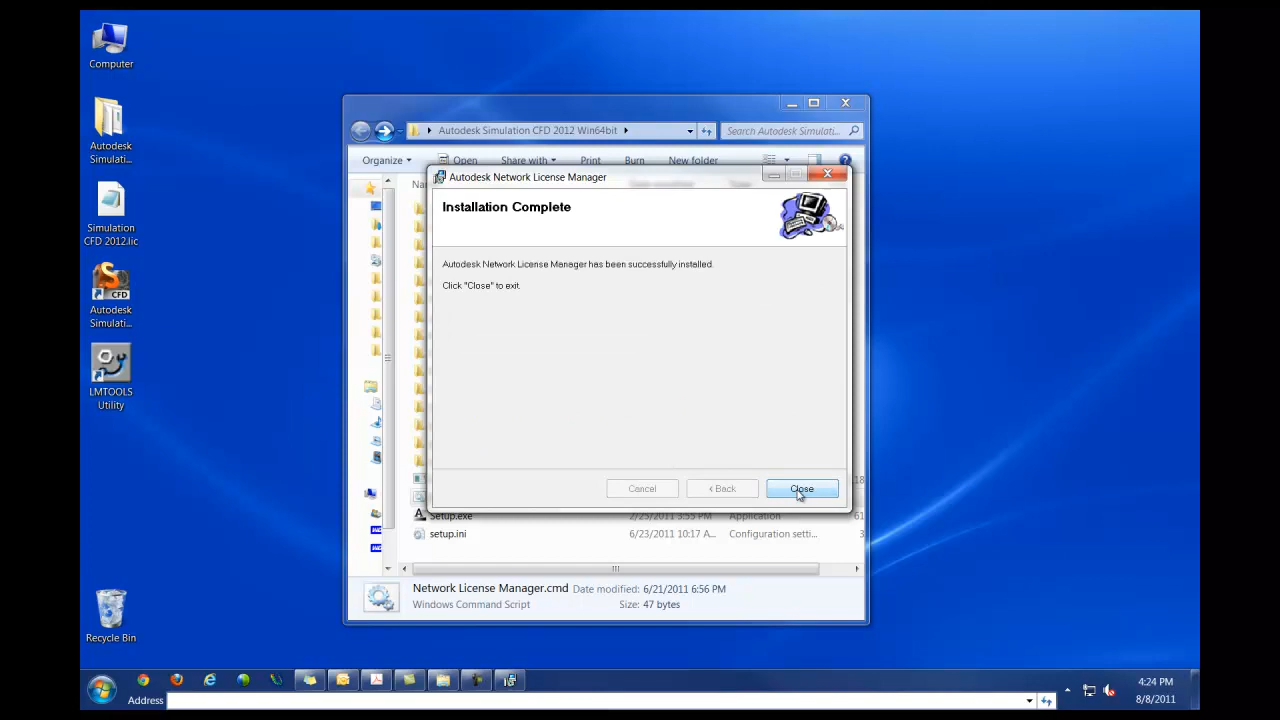 Computer
Autodesk
Simulati...
Simulation
CFD 2012.lic
CFD
Autodesk
Simulati...
LMTOOLS
Utility
Recycle Bin
Autodesk Simulation CFD 2012 Win64bit
Search Autodesk Simulati...
Organize
Open
Share with
Print
Burn
New folder
Autodesk Network License Manager
Installation Complete
Autodesk Network License Manager has been successfully installed.
Click "Close" to exit.
Cancel
< Back
Close
Setup.exe
2/25/2011 3:55 PM
Application
61
setup.ini
6/23/2011 10:17 A...
Configuration setti...
3
Network License Manager.cmd Date modified: 6/21/2011 6:56 PM
Windows Command Script Size: 47 bytes
Address
4:24 PM
8/8/2011